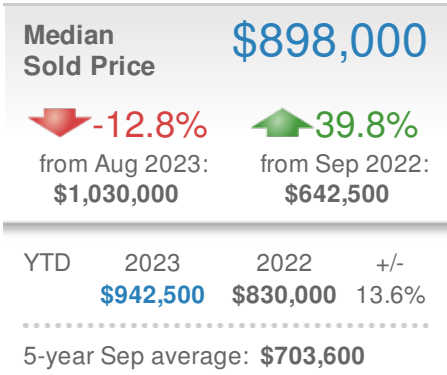 Median
Sold Price
$898,000
-12.8%
39.8%
from Aug 2023:
from Sep 2022:
$1,030,000
$642,500
YTD 2023 2022 +/-
$942,500 $830,000 13.6%
5-year Sep average: $703,600